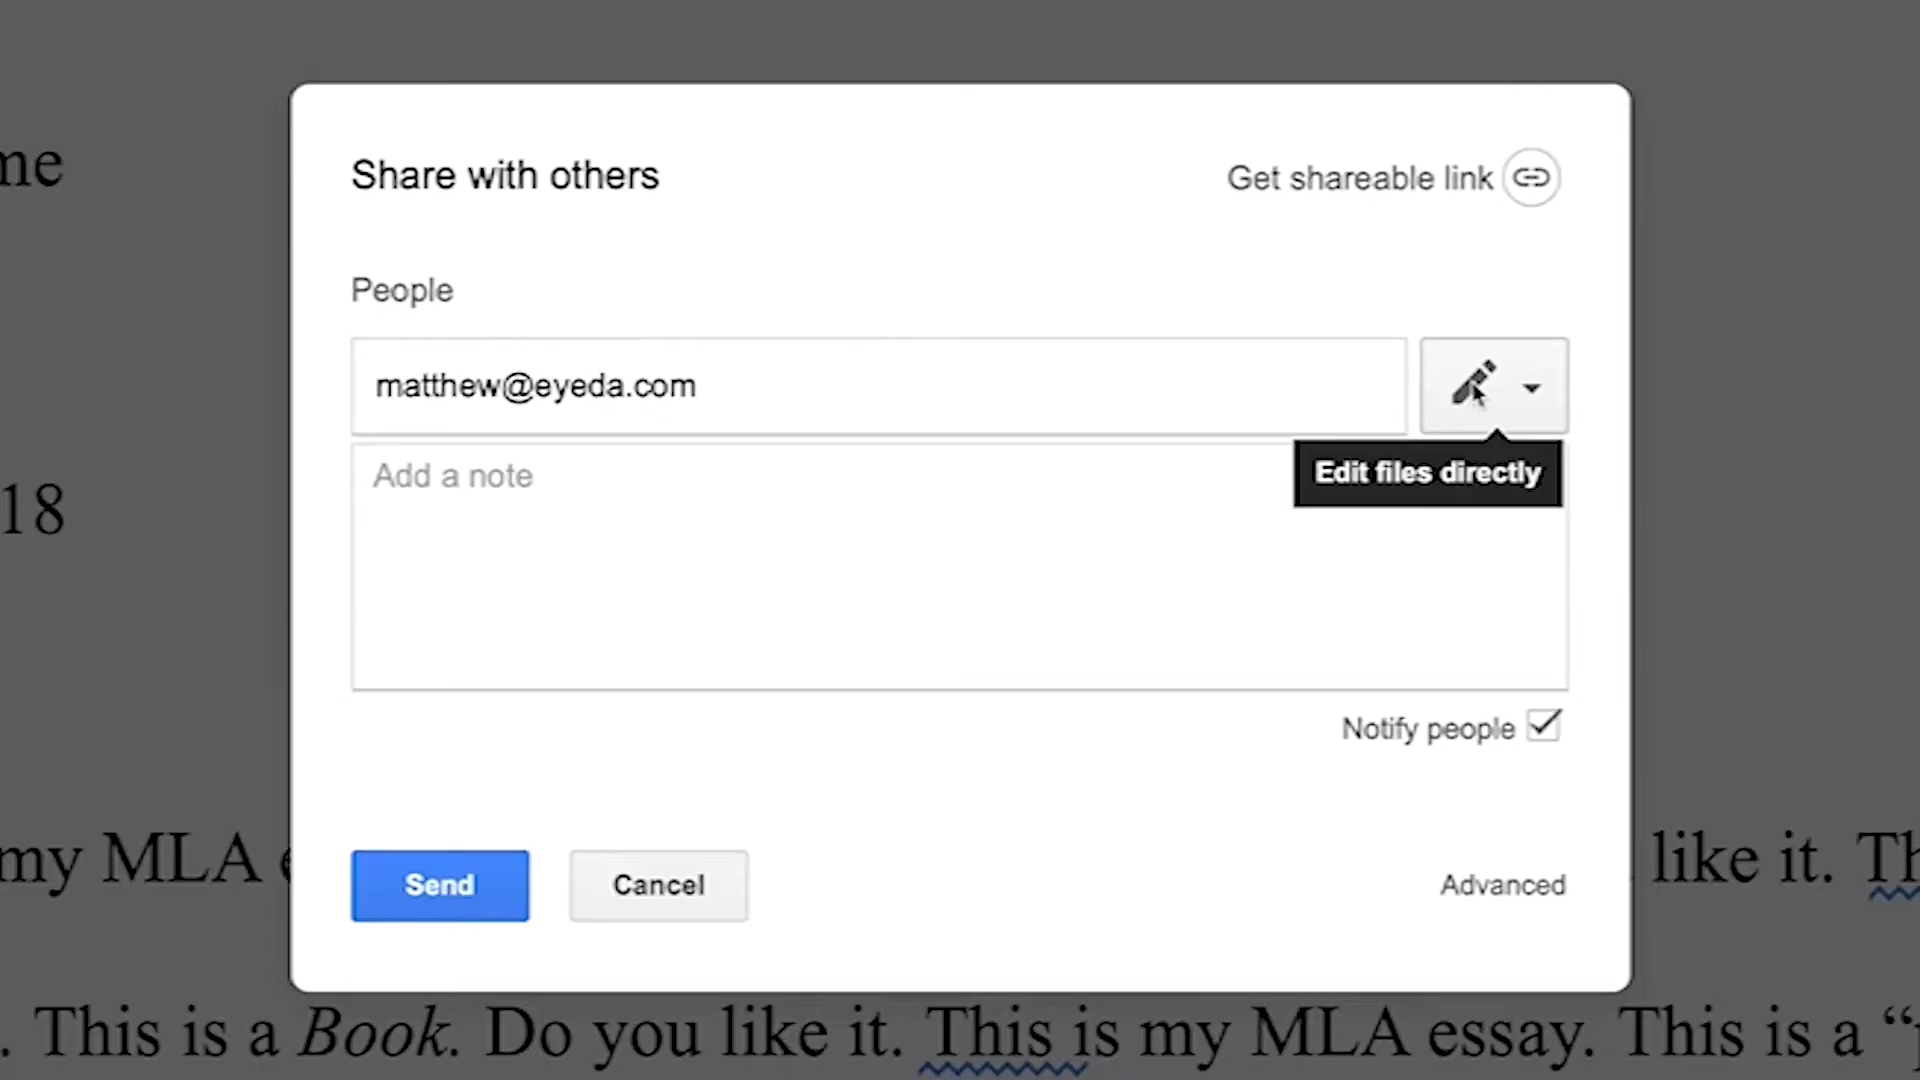 me
Share with others
Get shareable link
People
matthew@eyeda.com
Edit files directly
Add a note
18
Notify people
my MLA
like it. Th
Send
Cancel
Advanced
. This is a Book. Do you like it. This is my MLA essay. This is a “